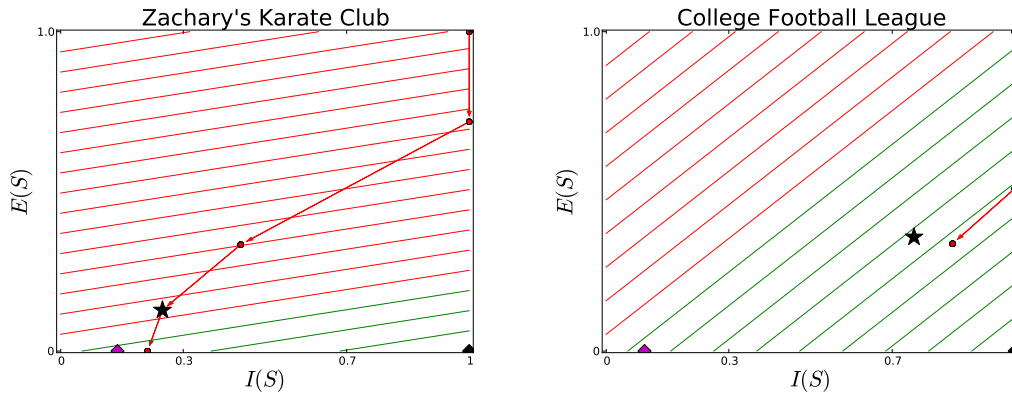 Zachary's Karate Club
1.0
E(S)
0
0 0.3 0.7 1
I(S)
College Football League
1.0
E(S)
0
0 0.3 0.7
I(S)